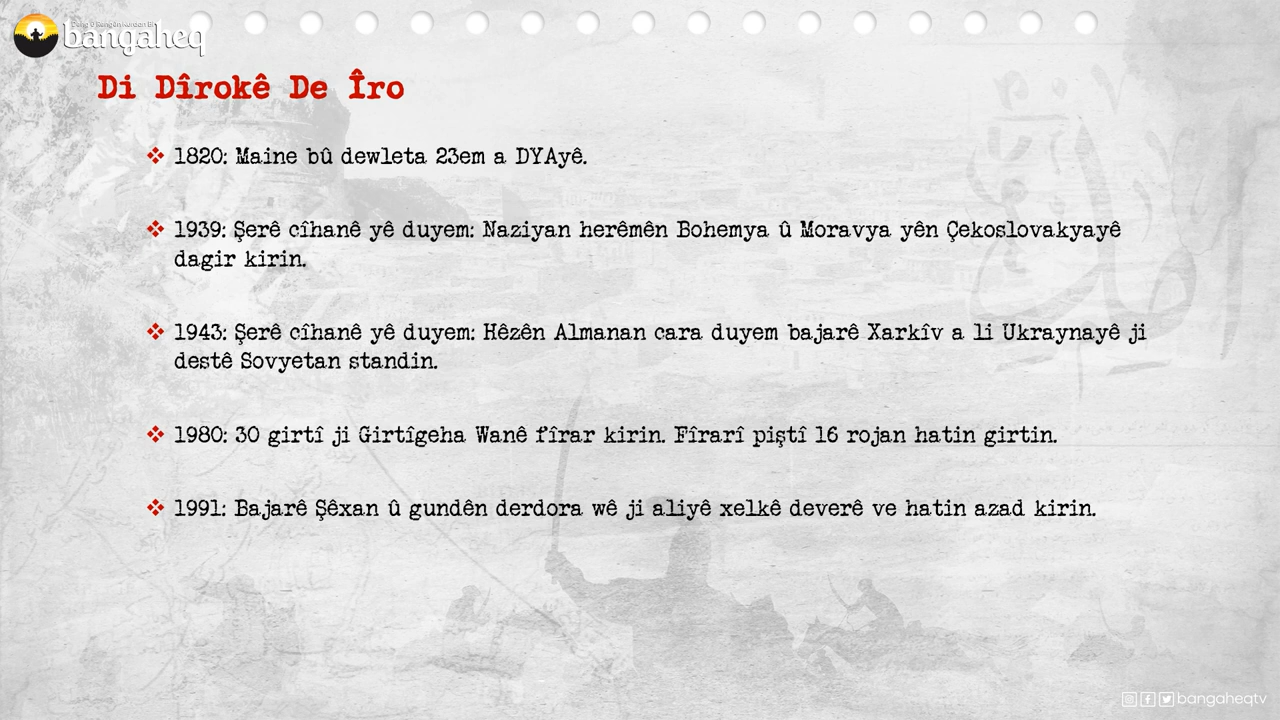 bangaheq
Di Dîrokê De Îro
1820: Maine bû dewleta 23em a DYAyê.
1939: Şerê cîhanê yê duyem: Naziyan herêmên Bohemya û Moravya yên Çekoslovakyayê
dagir kirin.
1943: Şerê cîhanê yê duyem: Hêzên Almanan cara duyem bajarê Xarkîv a li Ukraynayê ji
destê Sovyetan standin.
1980: 30 girtî ji Girtîgeha Wanê fîrar kirin. Fîrarî piştî 16 rojan hatin girtin.
1991: Bajarê Şêxan û gundên derdora wê ji aliyê xelkê deverê ve hatin azad kirin.
bangaheqtv